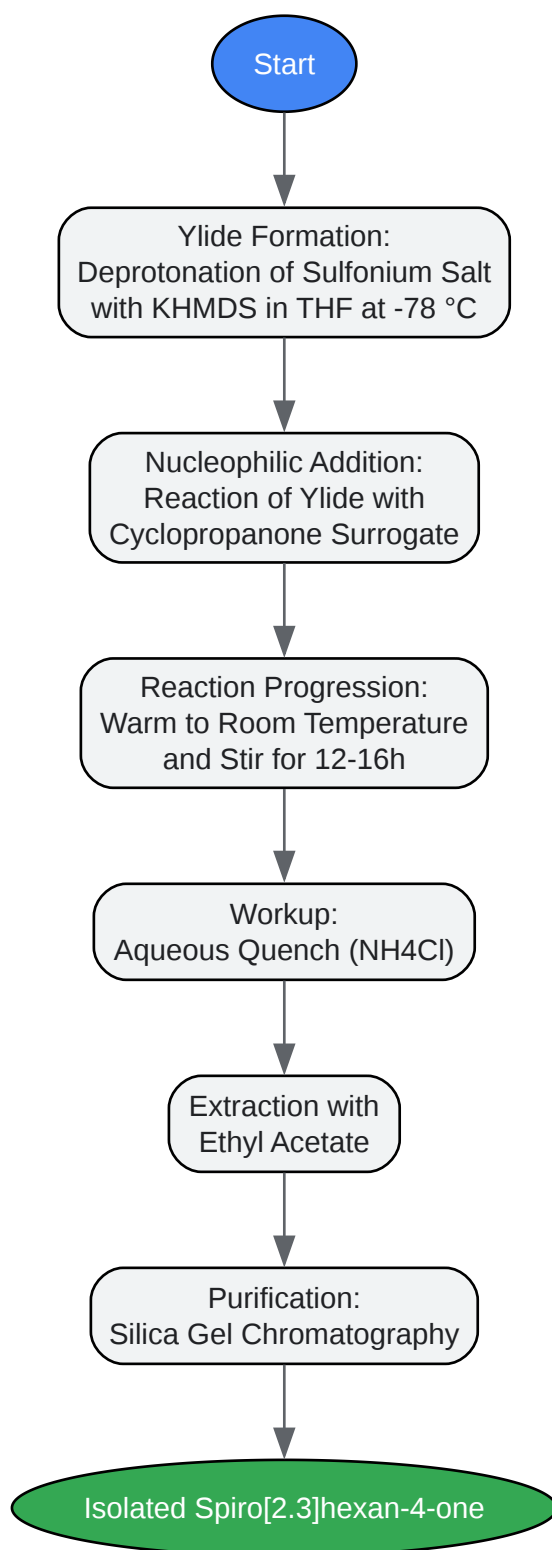 Start
Ylide Formation:
Deprotonation of Sulfonium Salt
with KHMDS in THF at -78 °C
Nucleophilic Addition:
Reaction of Ylide with
Cyclopropanone Surrogate
Reaction Progression:
Warm to Room Temperature
and Stir for 12-16h
Workup:
Aqueous Quench (NH4Cl)
Extraction with
Ethyl Acetate
Purification:
Silica Gel Chromatography
Isolated Spiro[2.3]hexan-4-one